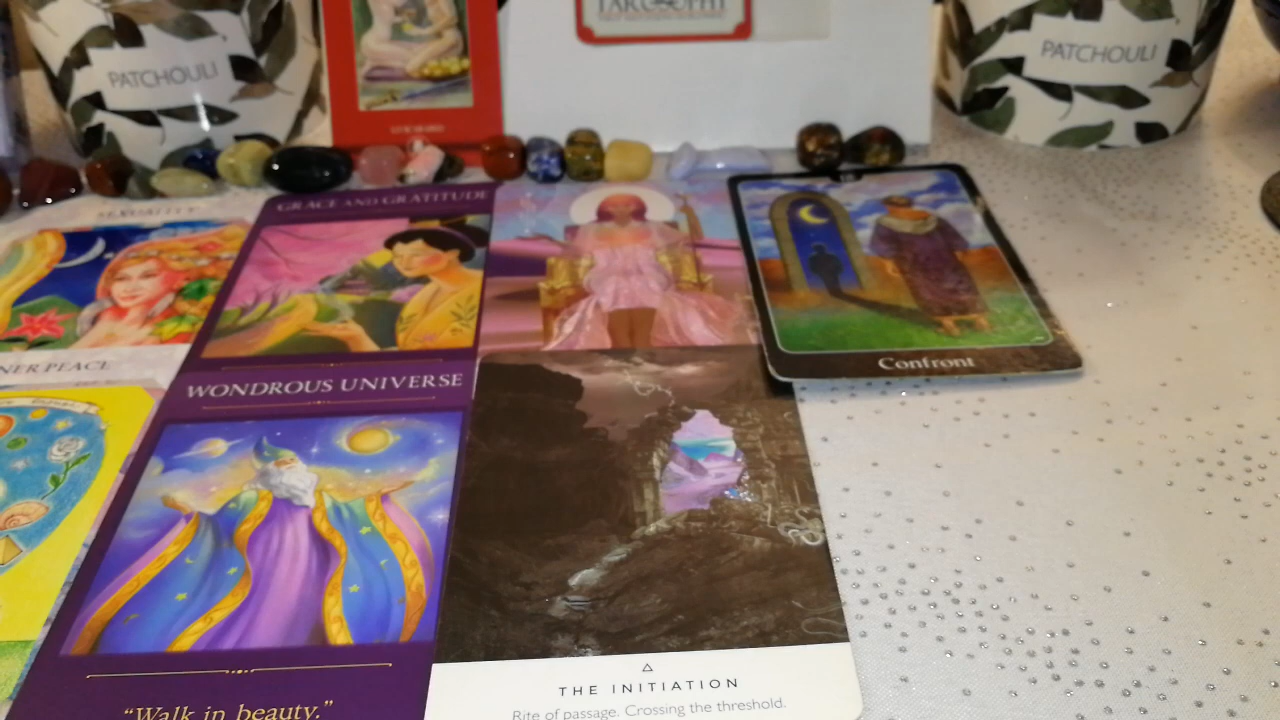 PATCHOULI
PATCHOULI
SEXUALITY
GRACE AND GRATITUDE
Confront
WONDROUS UNIVERSE
"Walk in beauty."
THE INITIATION
Rite of passage. Crossing the threshold.